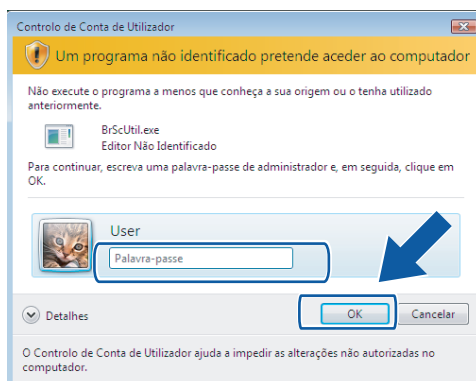 Controlo de Conta de Utilizador
Um programa não identificado pretende aceder ao computador
Não execute o programa a menos que conheça a sua origem ou o tenha utilizado
anteriormente.
BrScUtil.exe
Editor Não Identificado
Para continuar, escreva uma palavra-passe de administrador e, em seguida, clique em
OK.
User
Palavra-passe
Detalhes
OK
Cancelar
O Controlo de Conta de Utilizador ajuda a impedir as alterações não autorizadas no
computador.